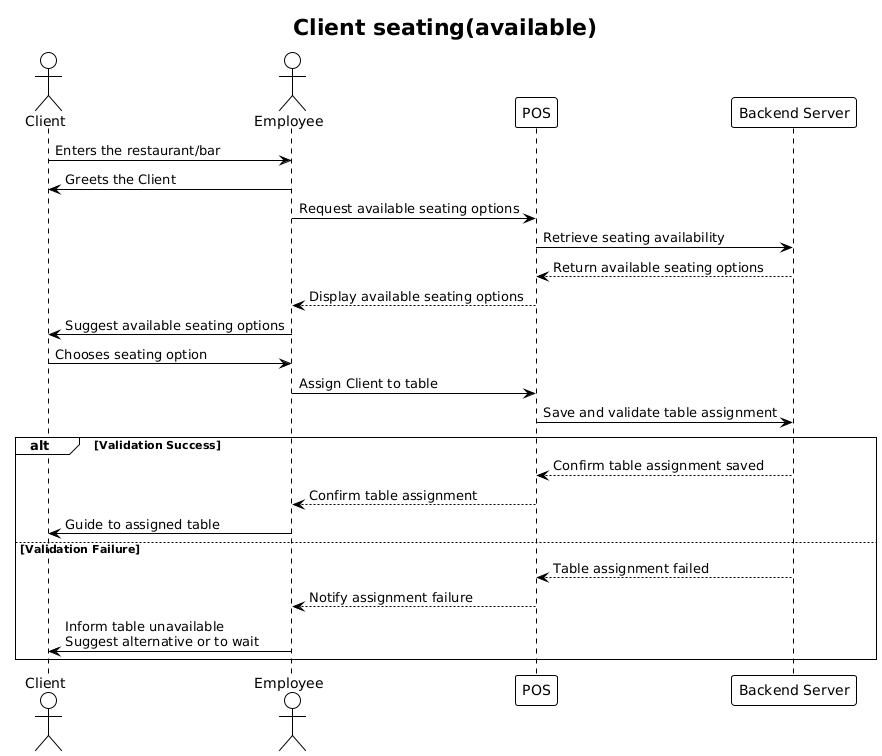 Client seating(available)
Client
Employee
POS
Backend Server
Enters the restaurant/bar
Greets the Client
Request available seating options
Retrieve seating availability
Return available seating options
Display available seating options
Suggest available seating options
Chooses seating option
Assign Client to table
Save and validate table assignment
alt [Validation Success]
Confirm table assignment saved
Confirm table assignment
Guide to assigned table
[Validation Failure]
Table assignment failed
Notify assignment failure
Inform table unavailable
Suggest alternative or to wait
Client
Employee
POS
Backend Server